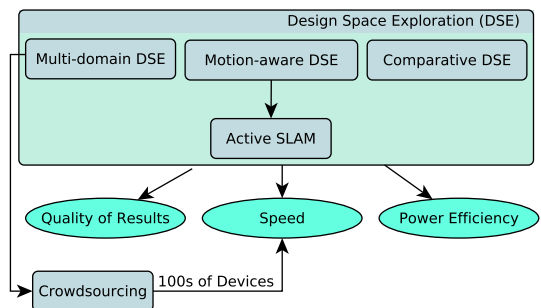 Design Space Exploration (DSE)
Multi-domain DSE
Motion-aware DSE
Comparative DSE
Active SLAM
Quality of Results
Speed
Power Efficiency
Crowdsourcing
100s of Devices